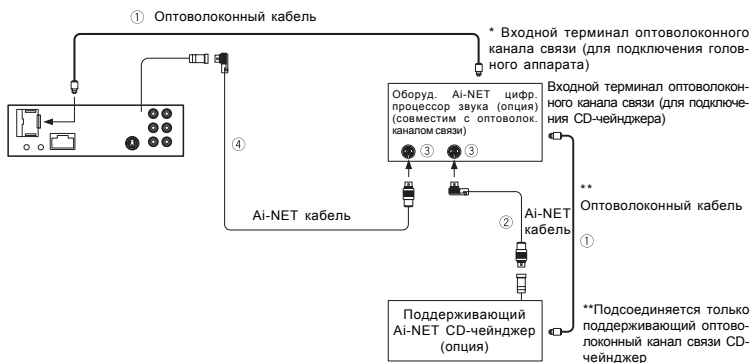 ① Оптоволоконный кабель
* Входной терминал оптоволоконного
канала связи (для подключения голов-
ного аппарата)
Оборуд. Ai-NET цифр.
процессор звука (опция)
(совместим с оптоволок.
каналом связи)
Входной терминал оптоволокон-
ного канала связи (для подключе-
ния CD-чейнджера)
③
③
④
Ai-NET кабель
②
Ai-NET
кабель
**
Оптоволоконный кабель
①
Поддерживающий
Ai-NET CD-чейнджер
(опция)
**Подсоединяется только
поддерживающий оптово-
локонный канал связи CD-
чейнджер